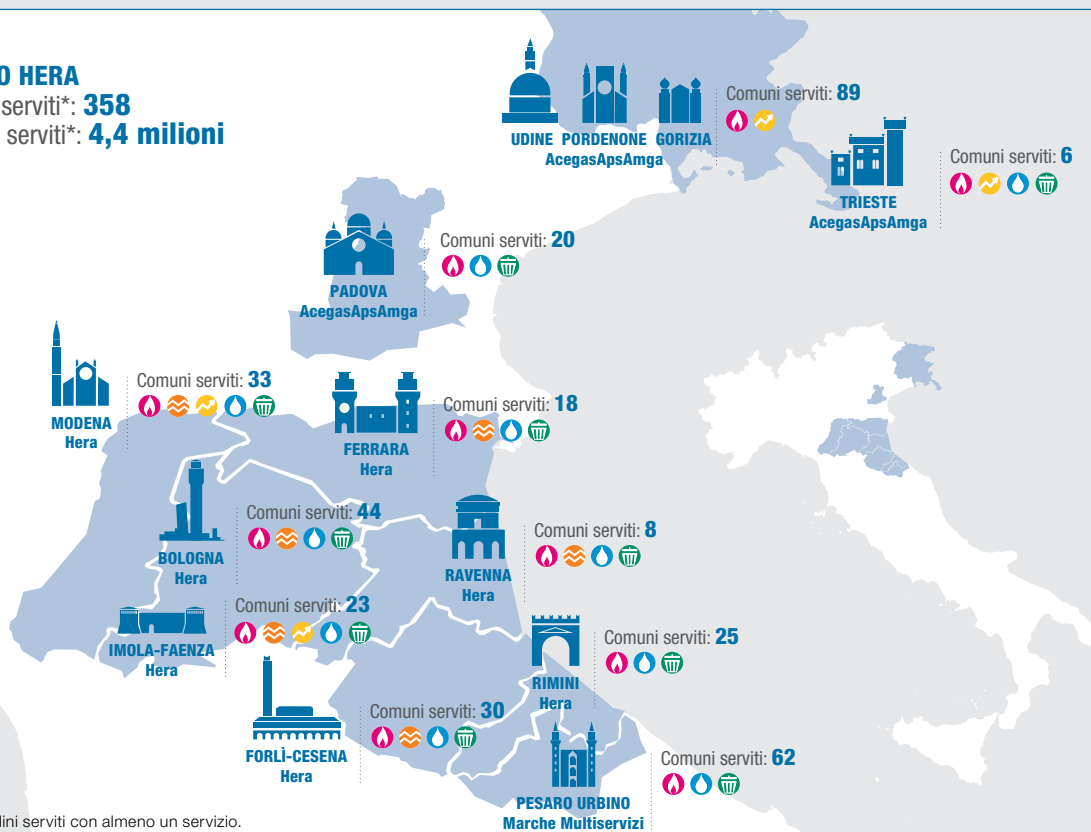 O HERA
serviti*: 358
serviti*: 4,4 milioni
UDINE PORDENONE GORIZIA
AcegasApsAmga
Comuni serviti: 89
TRIESTE
AcegasApsAmga
Comuni serviti: 6
PADOVA
AcegasApsAmga
Comuni serviti: 20
MODENA
Hera
Comuni serviti: 33
FERRARA
Hera
Comuni serviti: 18
BOLOGNA
Hera
Comuni serviti: 44
RAVENNA
Hera
Comuni serviti: 8
IMOLA-FAENZA
Hera
Comuni serviti: 23
RIMINI
Hera
Comuni serviti: 25
FORLÌ-CESENA
Hera
Comuni serviti: 30
PESARO URBINO
Marche Multiservizi
Comuni serviti: 62
dini serviti con almeno un servizio.